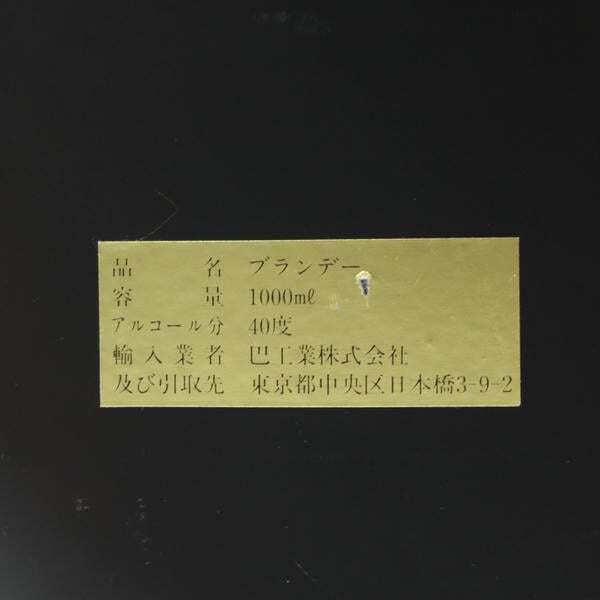 品名 ブランデー
容量 1000ml
アルコール分 40度
輸入業者 巴工業株式会社
及び引取先 東京都中央区日本橋3-9-2